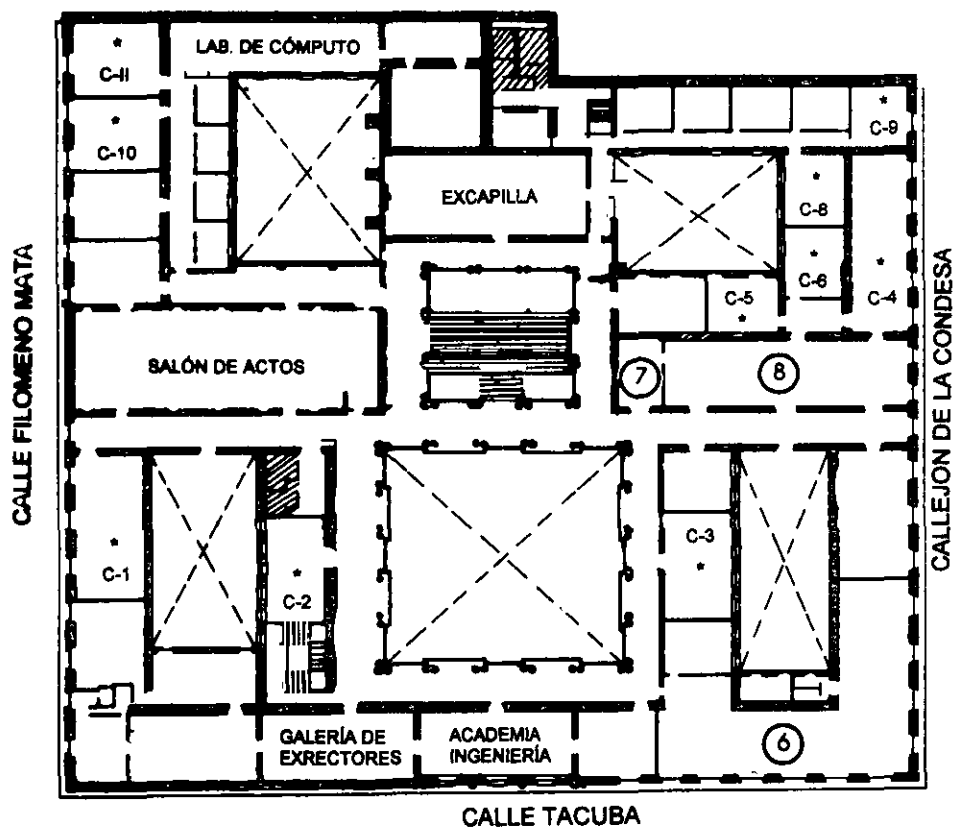 LAB. DE CÓMPUTO
* C-11
* C-10
* C-9
EXCAPILLA
* C-8
* C-6
* C-4
C-5 *
CALLE FILOMENO MATA
SALÓN DE ACTOS
7
8
CALLEJON DE LA CONDESA
* C-1
* C-2
C-3 *
GALERÍA DE
EXRECTORES
ACADEMIA
INGENIERÍA
6
CALLE TACUBA